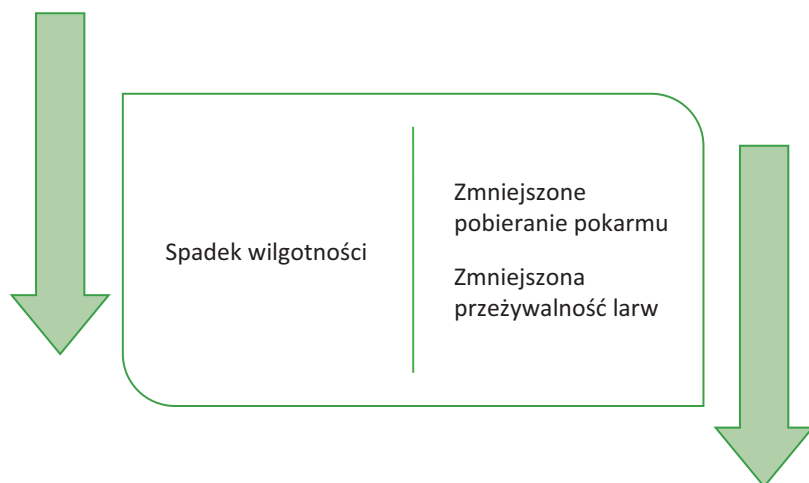 Spadek wilgotności
Zmniejszone
pobieranie pokarmu
Zmniejszona
przeżywalność larw